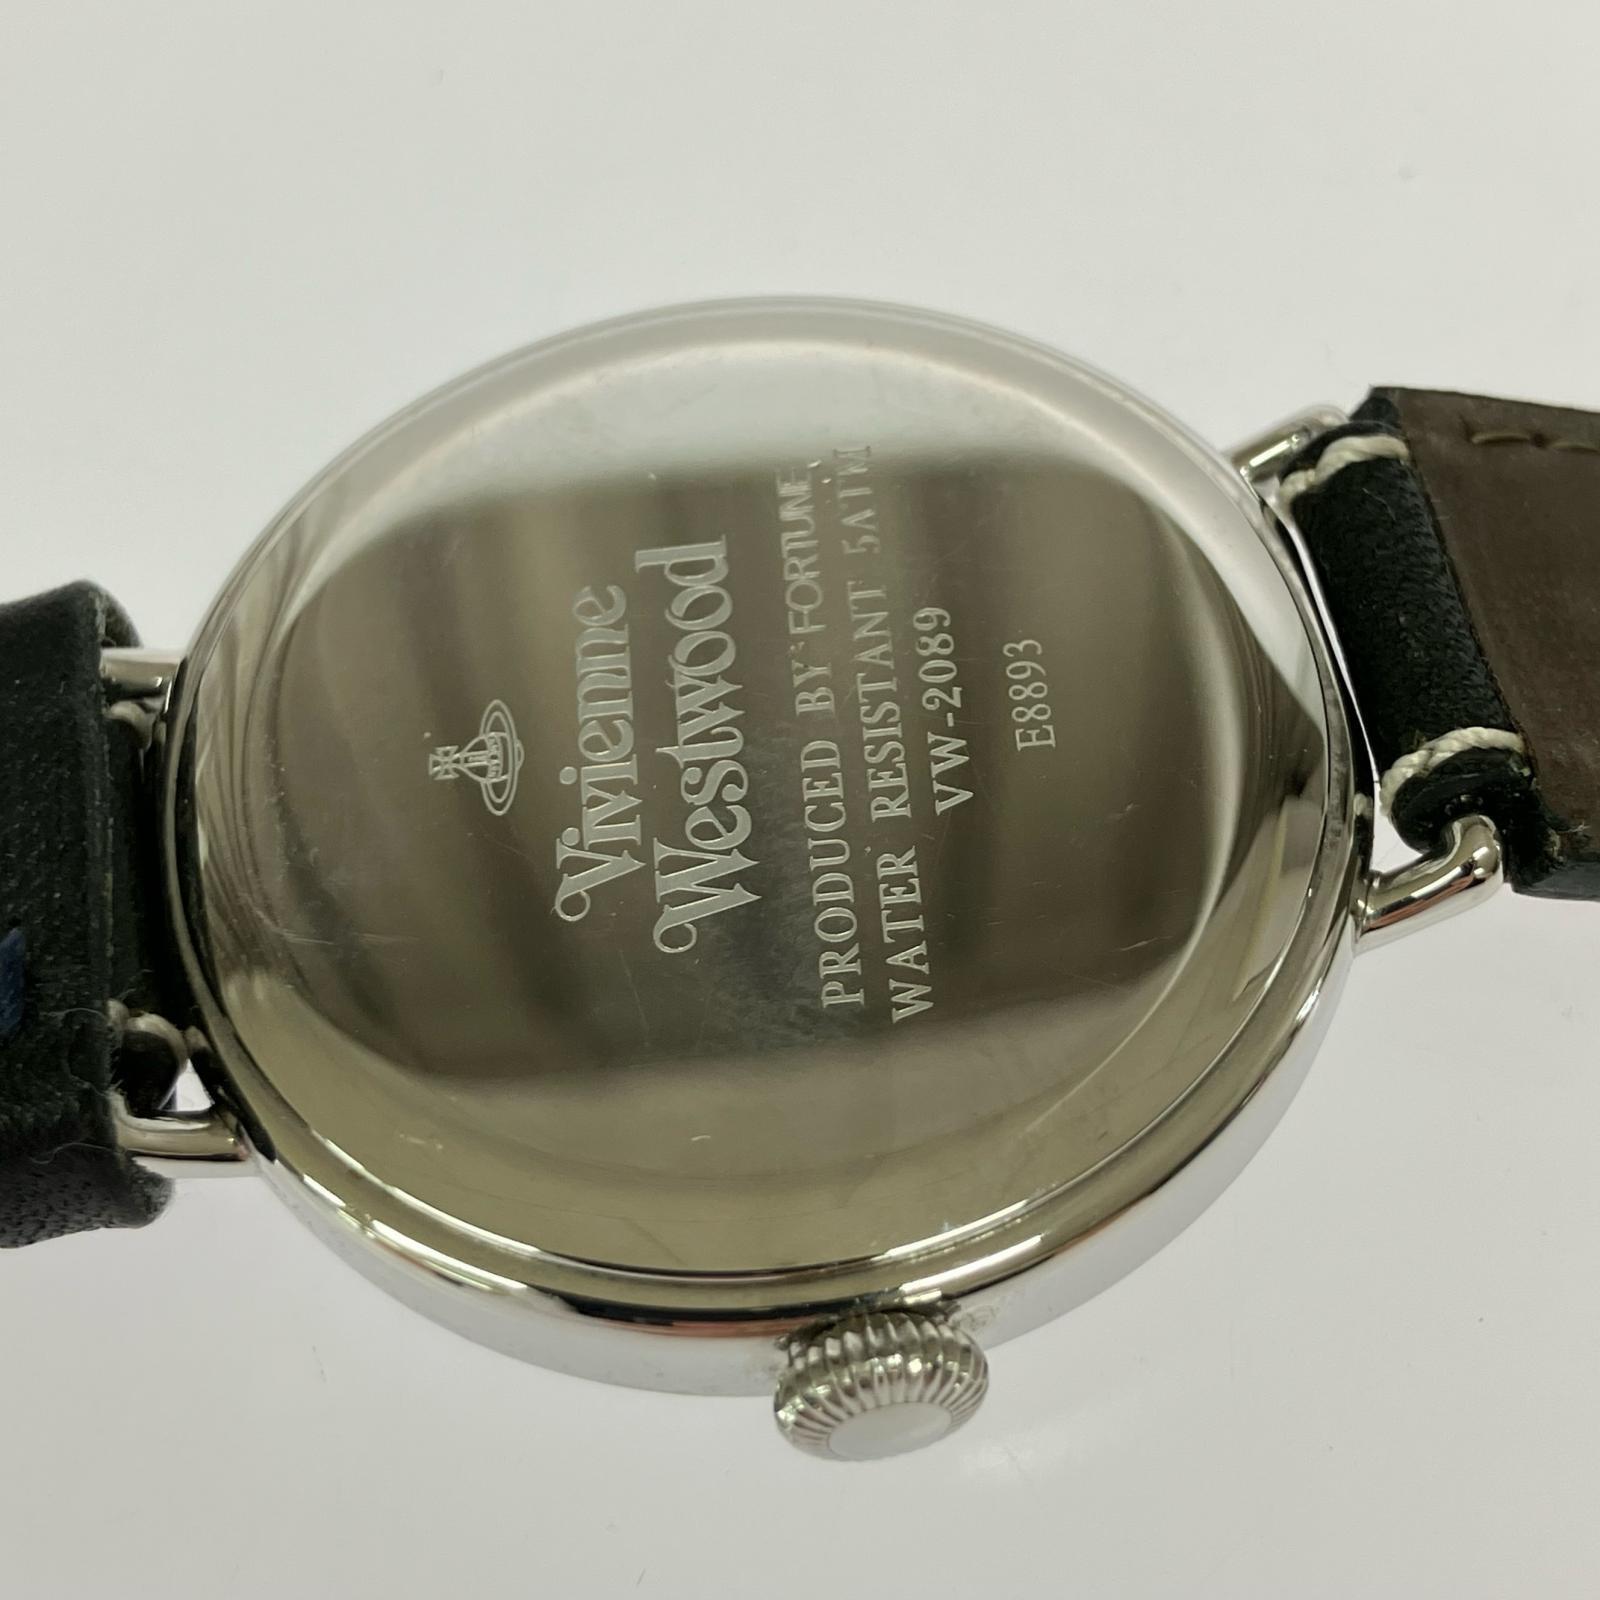 Vivienne
Westwood
PRODUCED BY FORTUNE
WATER RESISTANT 5ATM
VW-2089
E8893